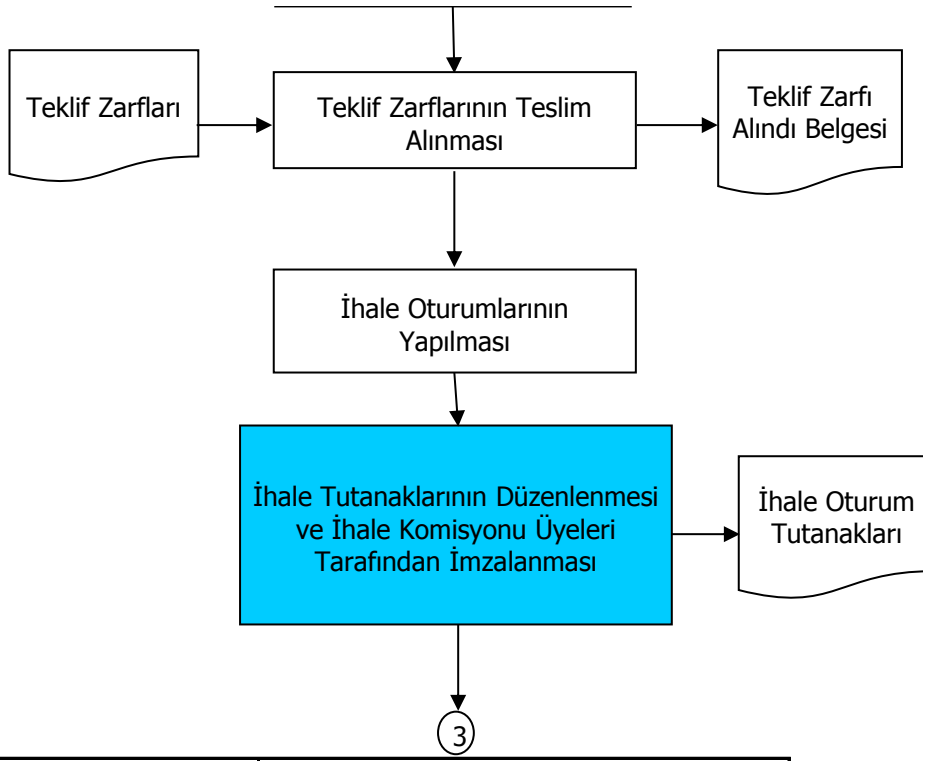 Teklif Zarfları
Teklif Zarflarının Teslim
Alınması
Teklif Zarfı
Alındı Belgesi
İhale Oturumlarının
Yapılması
İhale Tutanaklarının Düzenlenmesi
ve İhale Komisyonu Üyeleri
Tarafından İmzalanması
İhale Oturum
Tutanakları
3